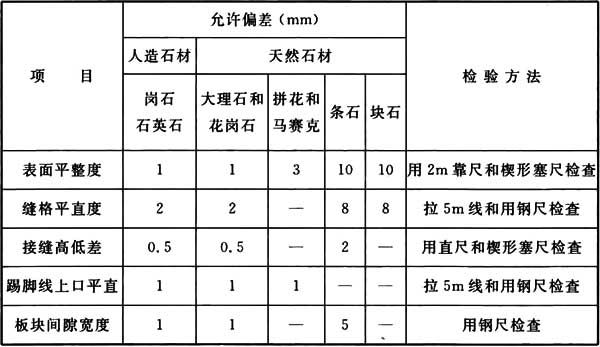 项 目 允许偏差（mm） 检验方法
人造石材 天然石材
岗石 大理石和 拼花和 条石 块石
石英石 花岗石 马赛克
表面平整度 1 1 3 10 10 用2m靠尺和楔形塞尺检查
缝格平直度 2 2 — 8 8 拉5m线和用钢尺检查
接缝高低差 0.5 0.5 — 2 — 用直尺和楔形塞尺检查
踢脚线上口平直 1 1 1 — — 拉5m线和用钢尺检查
板块间隙宽度 1 1 — 5 — 用钢尺检查